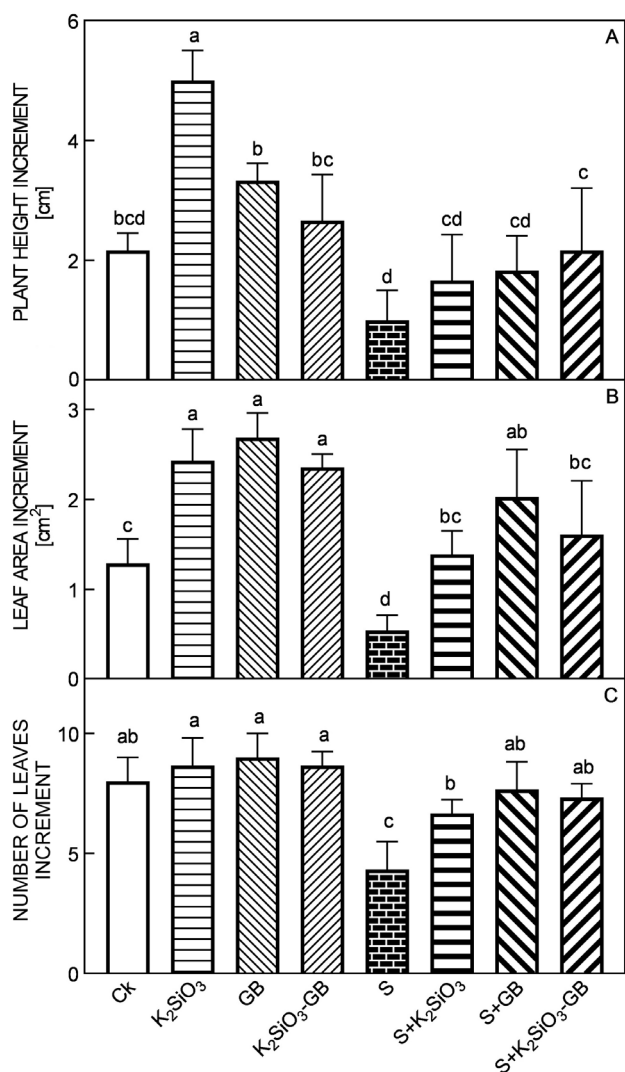 A
PLANT HEIGHT INCREMENT
[cm]
6
4
2
0
bcd
a
b
bc
d
cd
cd
c
B
LEAF AREA INCREMENT
[cm²]
3
2
1
0
c
a
a
a
d
bc
ab
bc
C
NUMBER OF LEAVES
INCREMENT
10
5
0
ab
a
a
a
c
b
ab
ab
Ck
K₂SiO₃
GB
K₂SiO₃-GB
S
S+K₂SiO₃
S+GB
S+K₂SiO₃-GB